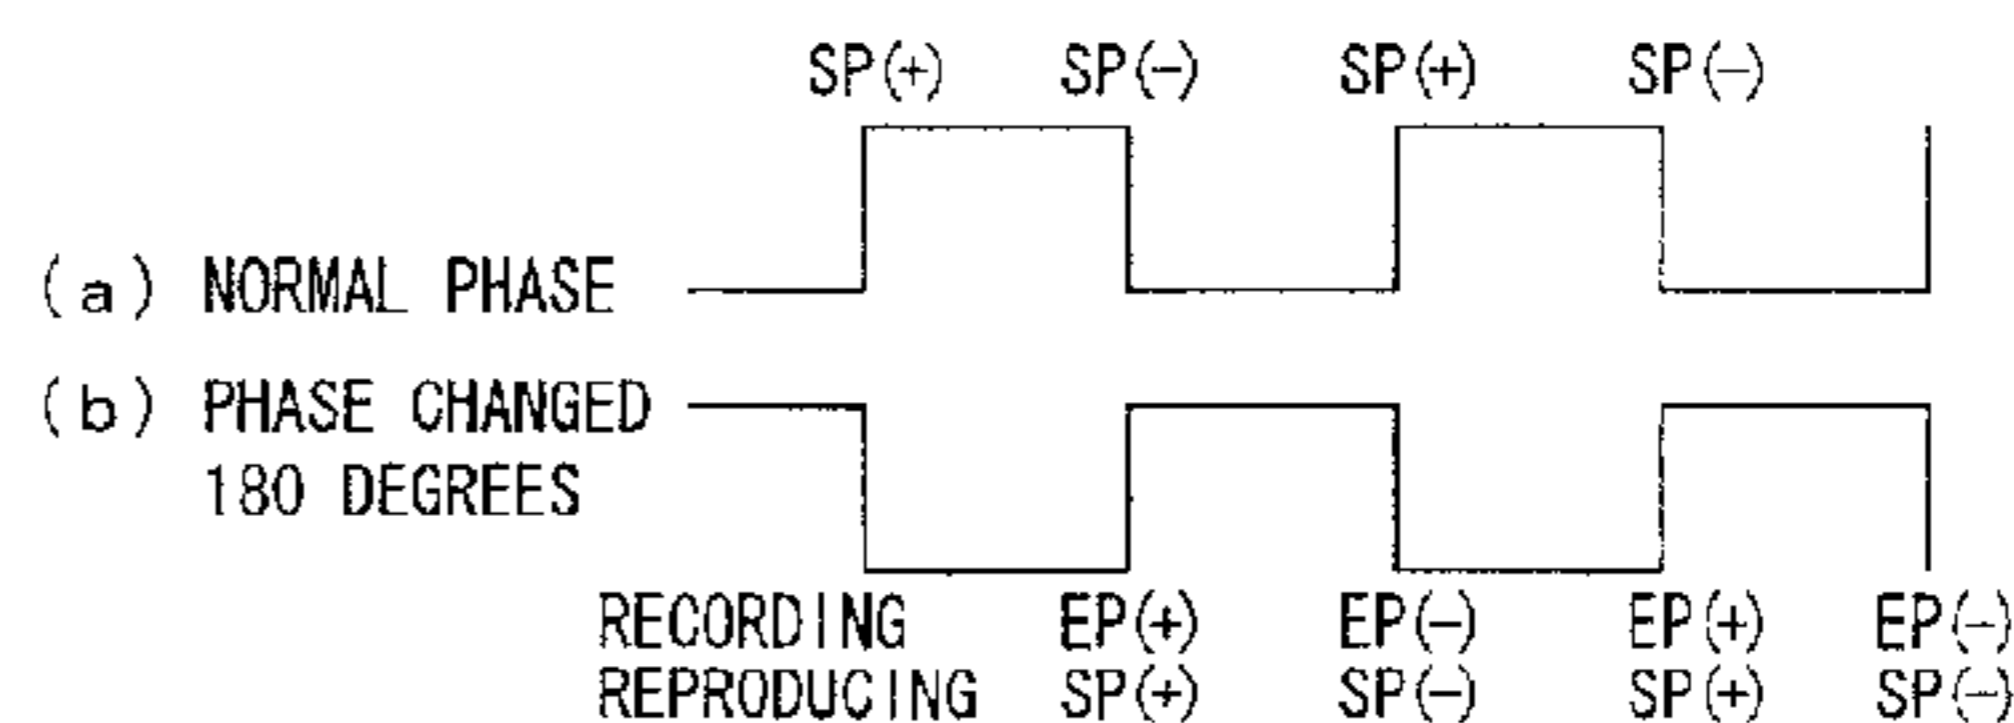 SP(+) SP(-) SP(+) SP(-)
(a) NORMAL PHASE
(b) PHASE CHANGED
180 DEGREES
RECORDING EP(+) EP(-) EP(+) EP(-)
REPRODUCING SP(+) SP(-) SP(+) SP(-)